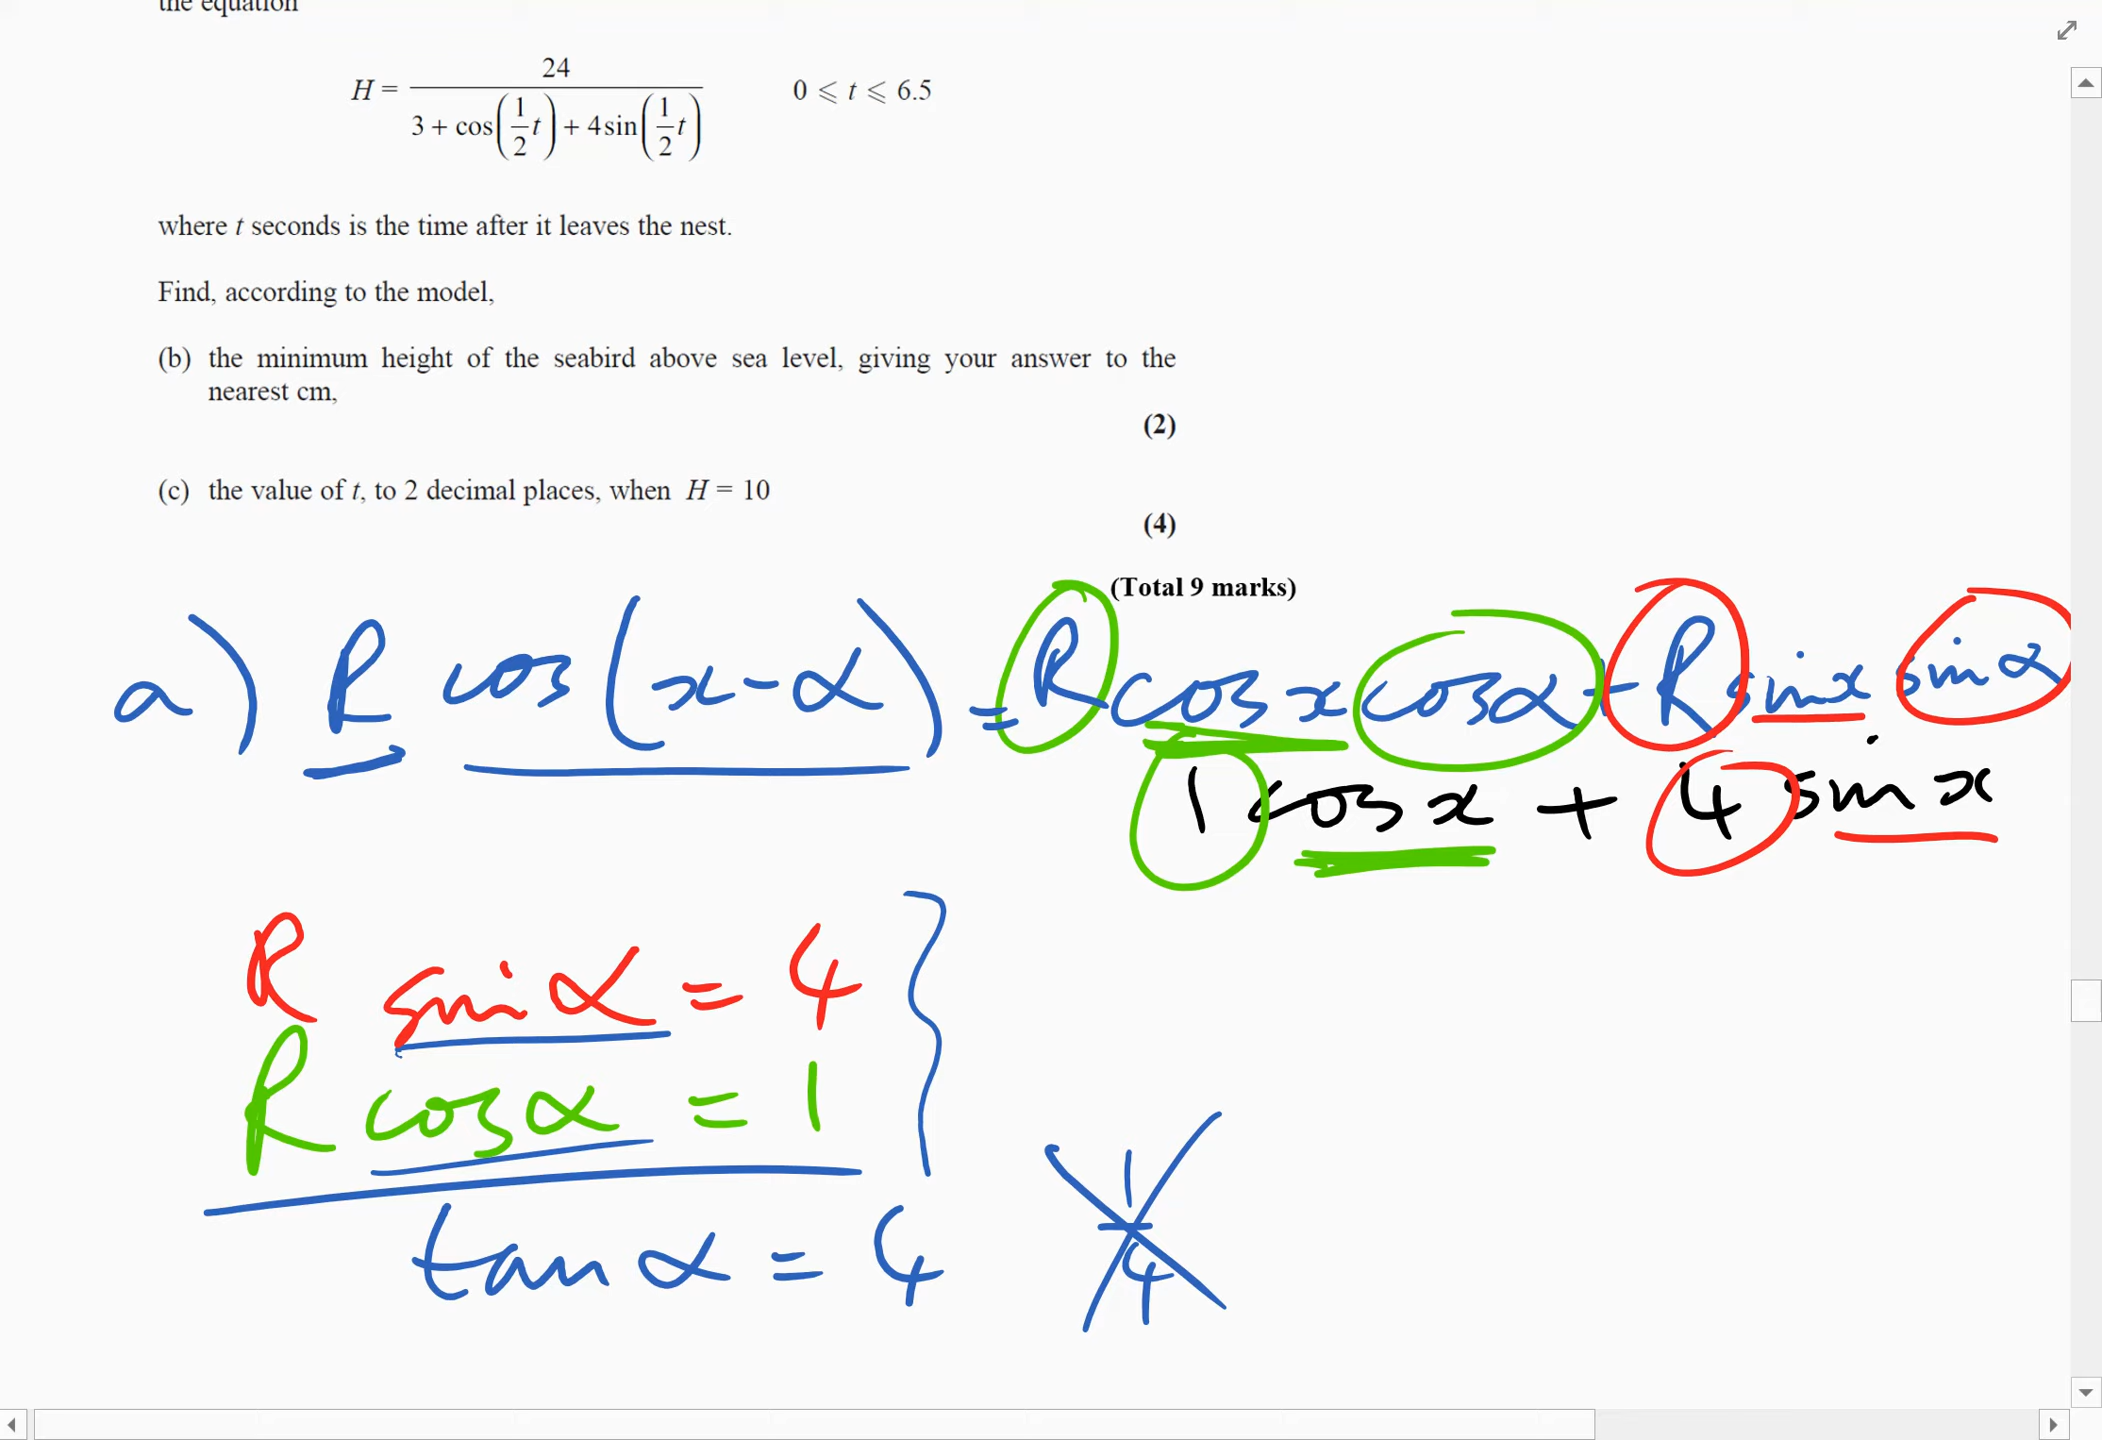 the equation
H = 24 / (3 + cos(1/2 t) + 4sin(1/2 t))    0 ⩽ t ⩽ 6.5
where t seconds is the time after it leaves the nest.
Find, according to the model,
(b) the minimum height of the seabird above sea level, giving your answer to the
nearest cm,
(2)
(c) the value of t, to 2 decimal places, when H = 10
(4)
(Total 9 marks)
a) R cos(x-α) = R cos x cos α + R sin x sin α
1 cos x + 4 sin x
R sin α = 4
R cos α = 1
tan α = 4    1/4